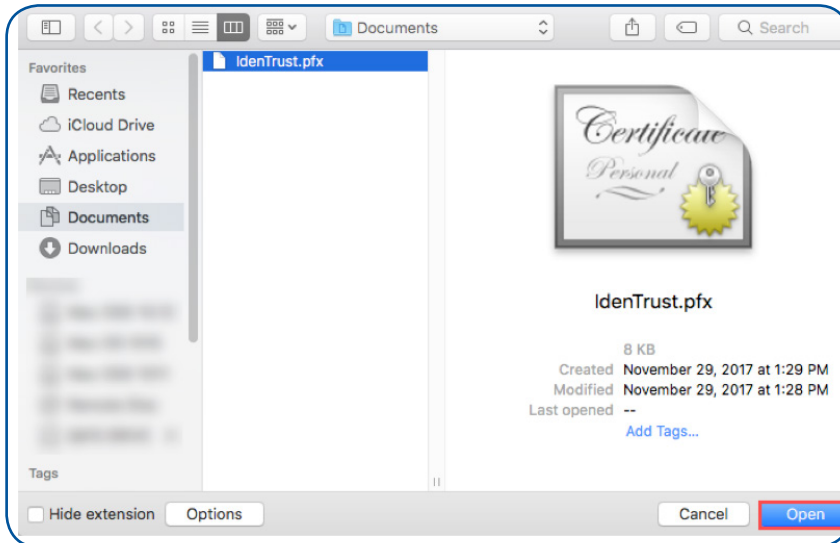 Documents
Search
Favorites
Recents
iCloud Drive
Applications
Desktop
Documents
Downloads
Tags
IdenTrust.pfx
Certificate
Personal
IdenTrust.pfx
8 KB
Created November 29, 2017 at 1:29 PM
Modified November 29, 2017 at 1:28 PM
Last opened --
Add Tags...
Hide extension
Options
Cancel
Open